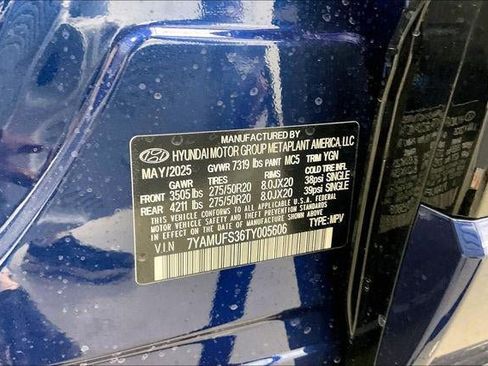 MANUFACTURED BY
HYUNDAI MOTOR GROUP METAPLANT AMERICA, LLC
MAY/2025 GVWR 7319 lbs PAINT MC5 TRIM YGN
GAWR TIRES RIMS COLD TIRE INFL
FRONT 3505 lbs 275/50R20 8.0JX20 38psi SINGLE
REAR 4211 lbs 275/50R20 8.0JX20 39psi SINGLE
THIS VEHICLE CONFORMS TO ALL APPLICABLE U.S.A. FEDERAL
MOTOR VEHICLE SAFETY AND THEFT PREVENTION STANDARDS
IN EFFECT ON THE DATE OF MANUFACTURE SHOWN ABOVE.
V.I.N 7YAMUFS36TY005606 TYPE: MPV